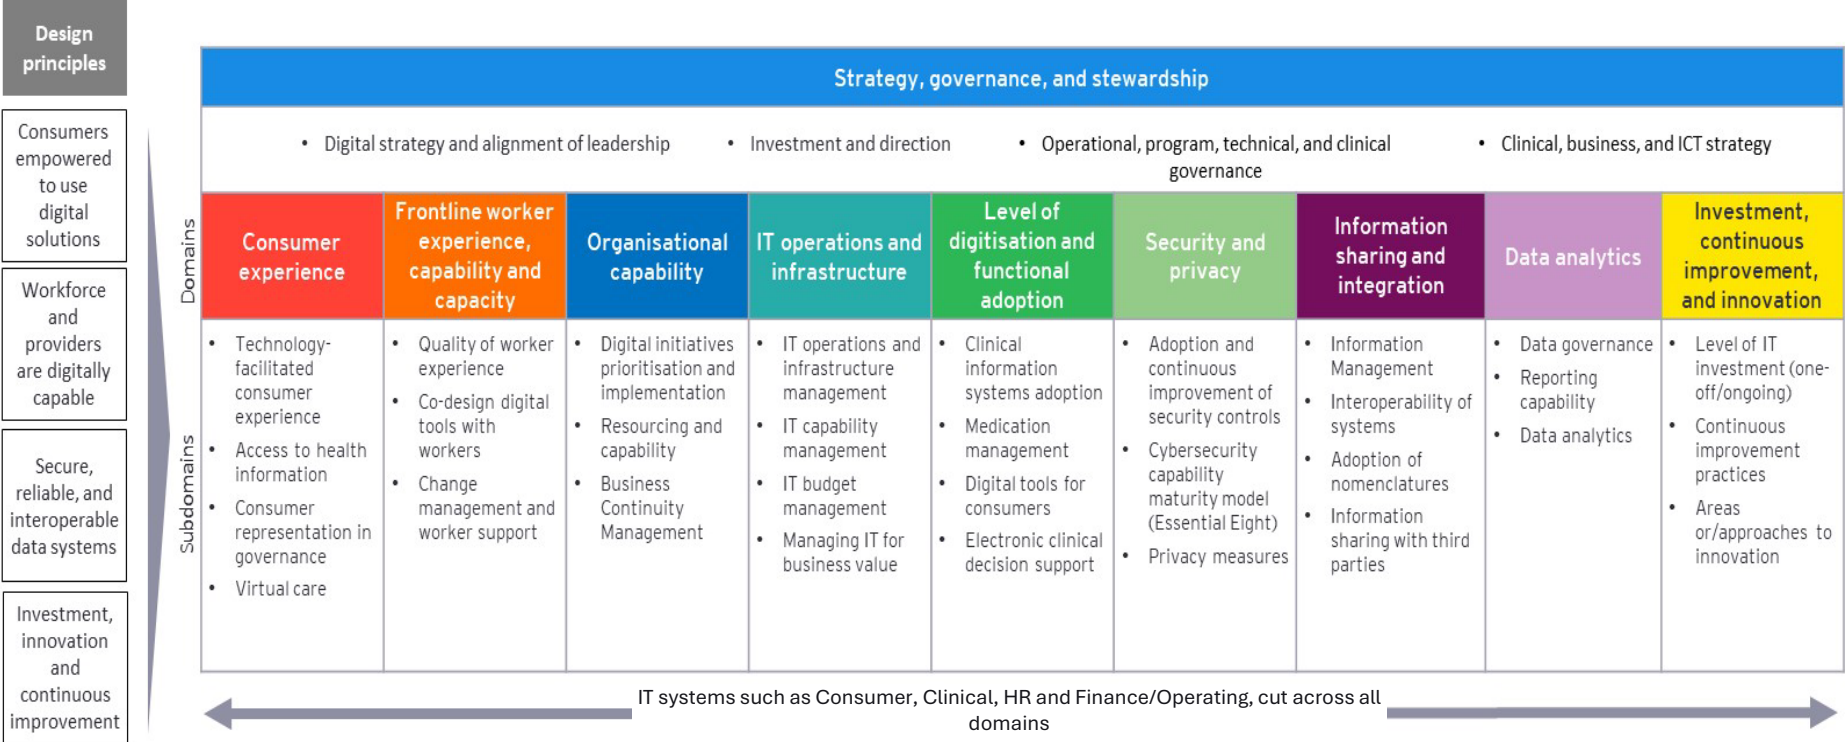 Design
principles
Consumers
empowered
to use
digital
solutions
Workforce
and
providers
are digitally
capable
Secure,
reliable, and
interoperable
data systems
Investment,
innovation
and
continuous
improvement
Strategy, governance, and stewardship
• Digital strategy and alignment of leadership
• Investment and direction
• Operational, program, technical, and clinical
governance
• Clinical, business, and ICT strategy
Domains
Consumer
experience
Frontline worker
experience,
capability and
capacity
Organisational
capability
IT operations and
infrastructure
Level of
digitisation and
functional
adoption
Security and
privacy
Information
sharing and
integration
Data analytics
Investment,
continuous
improvement,
and innovation
Subdomains
• Technology-
facilitated
consumer
experience
• Access to health
information
• Consumer
representation in
governance
• Virtual care
• Quality of worker
experience
• Co-design digital
tools with
workers
• Change
management and
worker support
• Digital initiatives
prioritisation and
implementation
• Resourcing and
capability
• Business
Continuity
Management
• IT operations and
infrastructure
management
• IT capability
management
• IT budget
management
• Managing IT for
business value
• Clinical
information
systems adoption
• Medication
management
• Digital tools for
consumers
• Electronic clinical
decision support
• Adoption and
continuous
improvement of
security controls
• Cybersecurity
capability
maturity model
(Essential Eight)
• Privacy measures
• Information
Management
• Interoperability of
systems
• Adoption of
nomenclatures
• Information
sharing with third
parties
• Data governance
• Reporting
capability
• Data analytics
• Level of IT
investment (one-
off/ongoing)
• Continuous
improvement
practices
• Areas
or/approaches to
innovation
IT systems such as Consumer, Clinical, HR and Finance/Operating, cut across all
domains